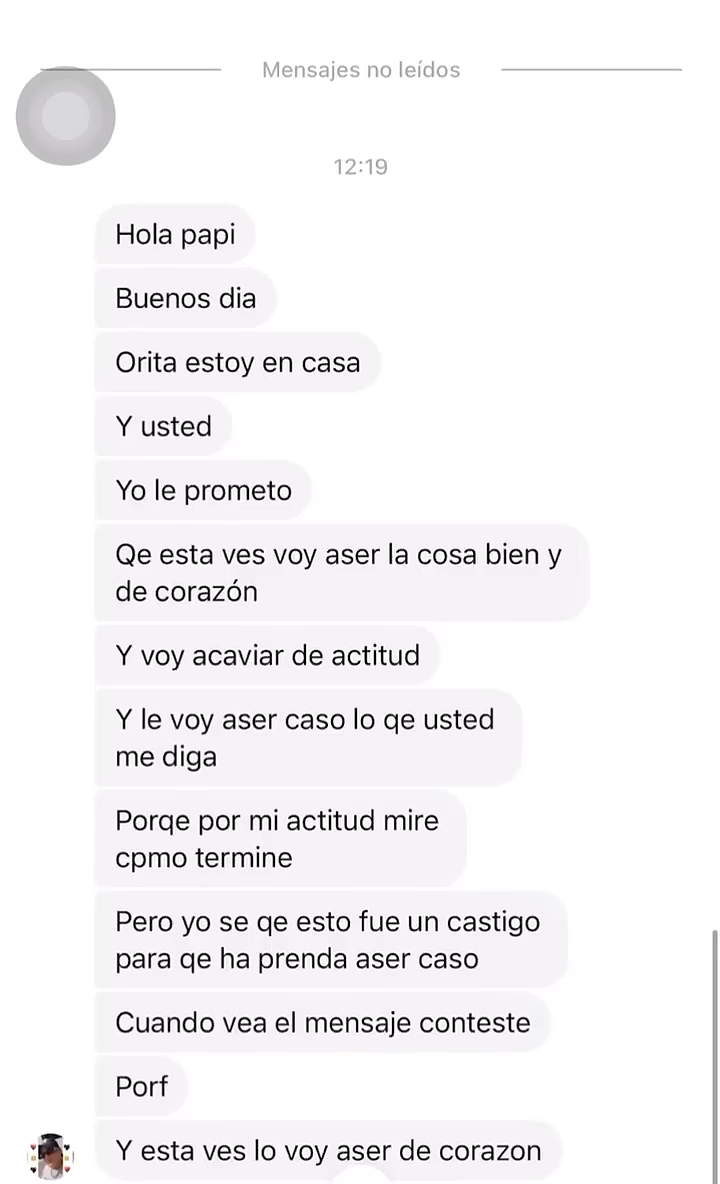 Mensajes no leídos
12:19
Hola papi
Buenos dia
Orita estoy en casa
Y usted
Yo le prometo
Qe esta ves voy aser la cosa bien y
de corazón
Y voy acaviar de actitud
Y le voy aser caso lo qe usted
me diga
Porqe por mi actitud mire
cpmo termine
Pero yo se qe esto fue un castigo
para qe ha prenda aser caso
Cuando vea el mensaje conteste
Porf
Y esta ves lo voy aser de corazon